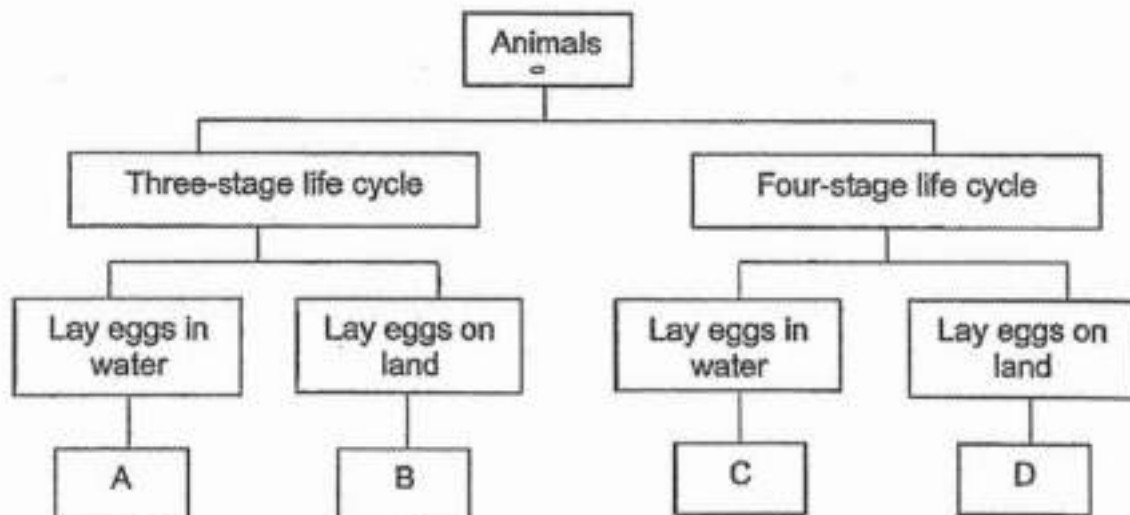 Animals
Three-stage life cycle
Four-stage life cycle
Lay eggs in
water
Lay eggs on
land
Lay eggs in
water
Lay eggs on
land
A
B
C
D